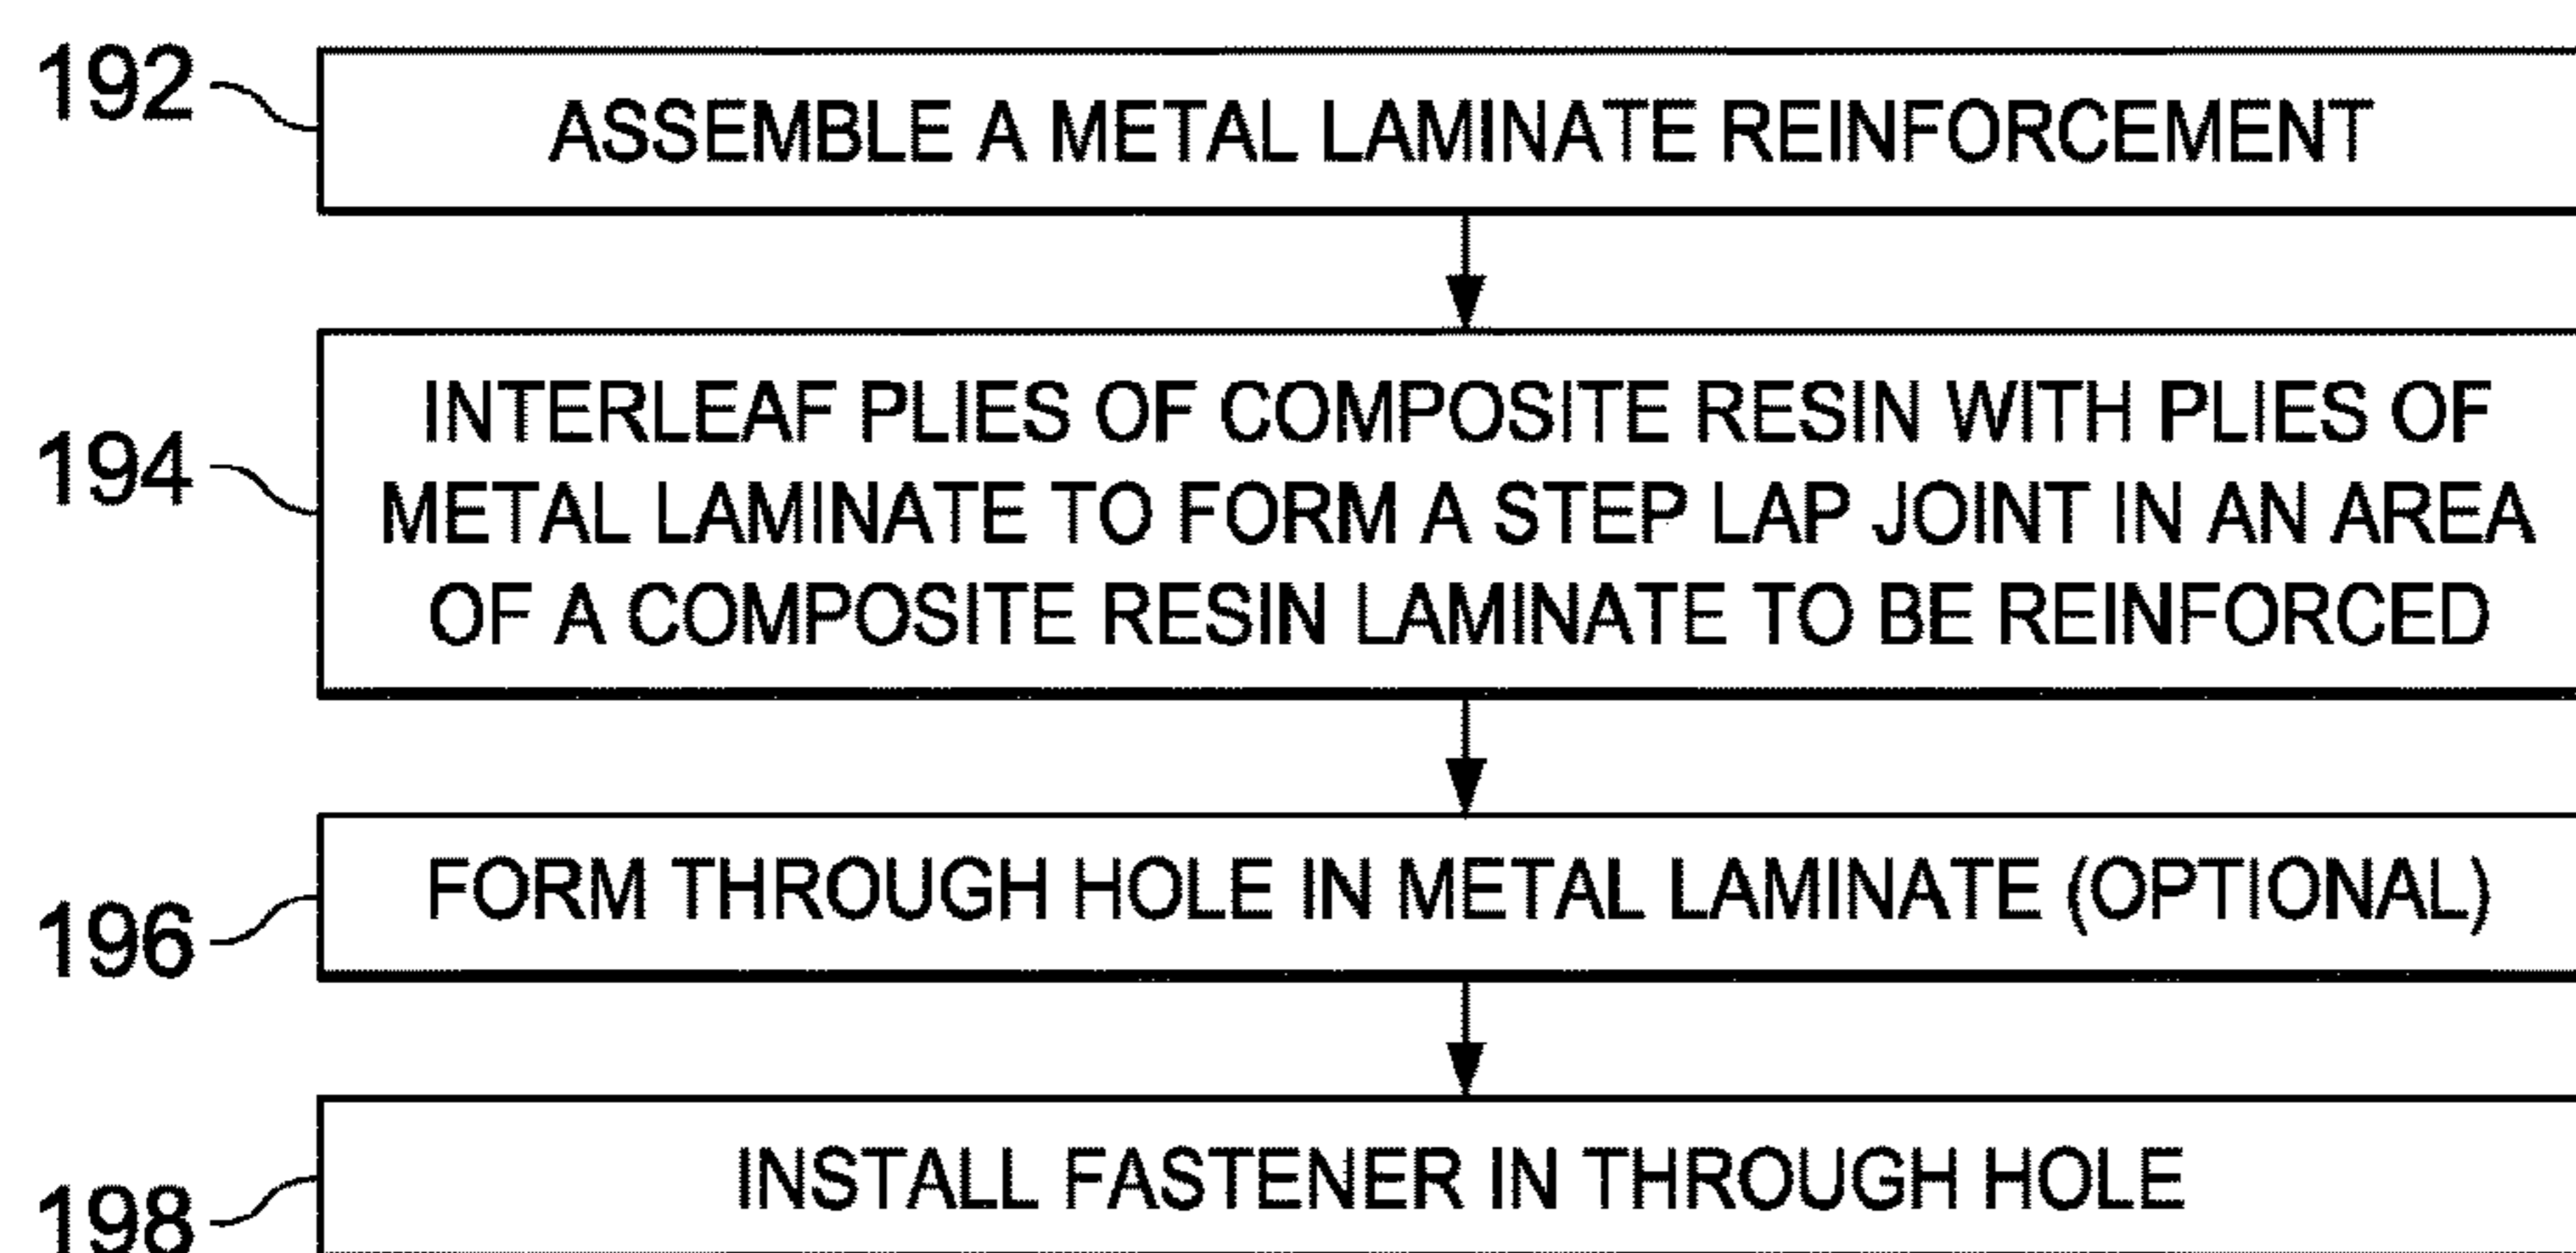 192
ASSEMBLE A METAL LAMINATE REINFORCEMENT
194
INTERLEAF PLIES OF COMPOSITE RESIN WITH PLIES OF
METAL LAMINATE TO FORM A STEP LAP JOINT IN AN AREA
OF A COMPOSITE RESIN LAMINATE TO BE REINFORCED
196
FORM THROUGH HOLE IN METAL LAMINATE (OPTIONAL)
198
INSTALL FASTENER IN THROUGH HOLE